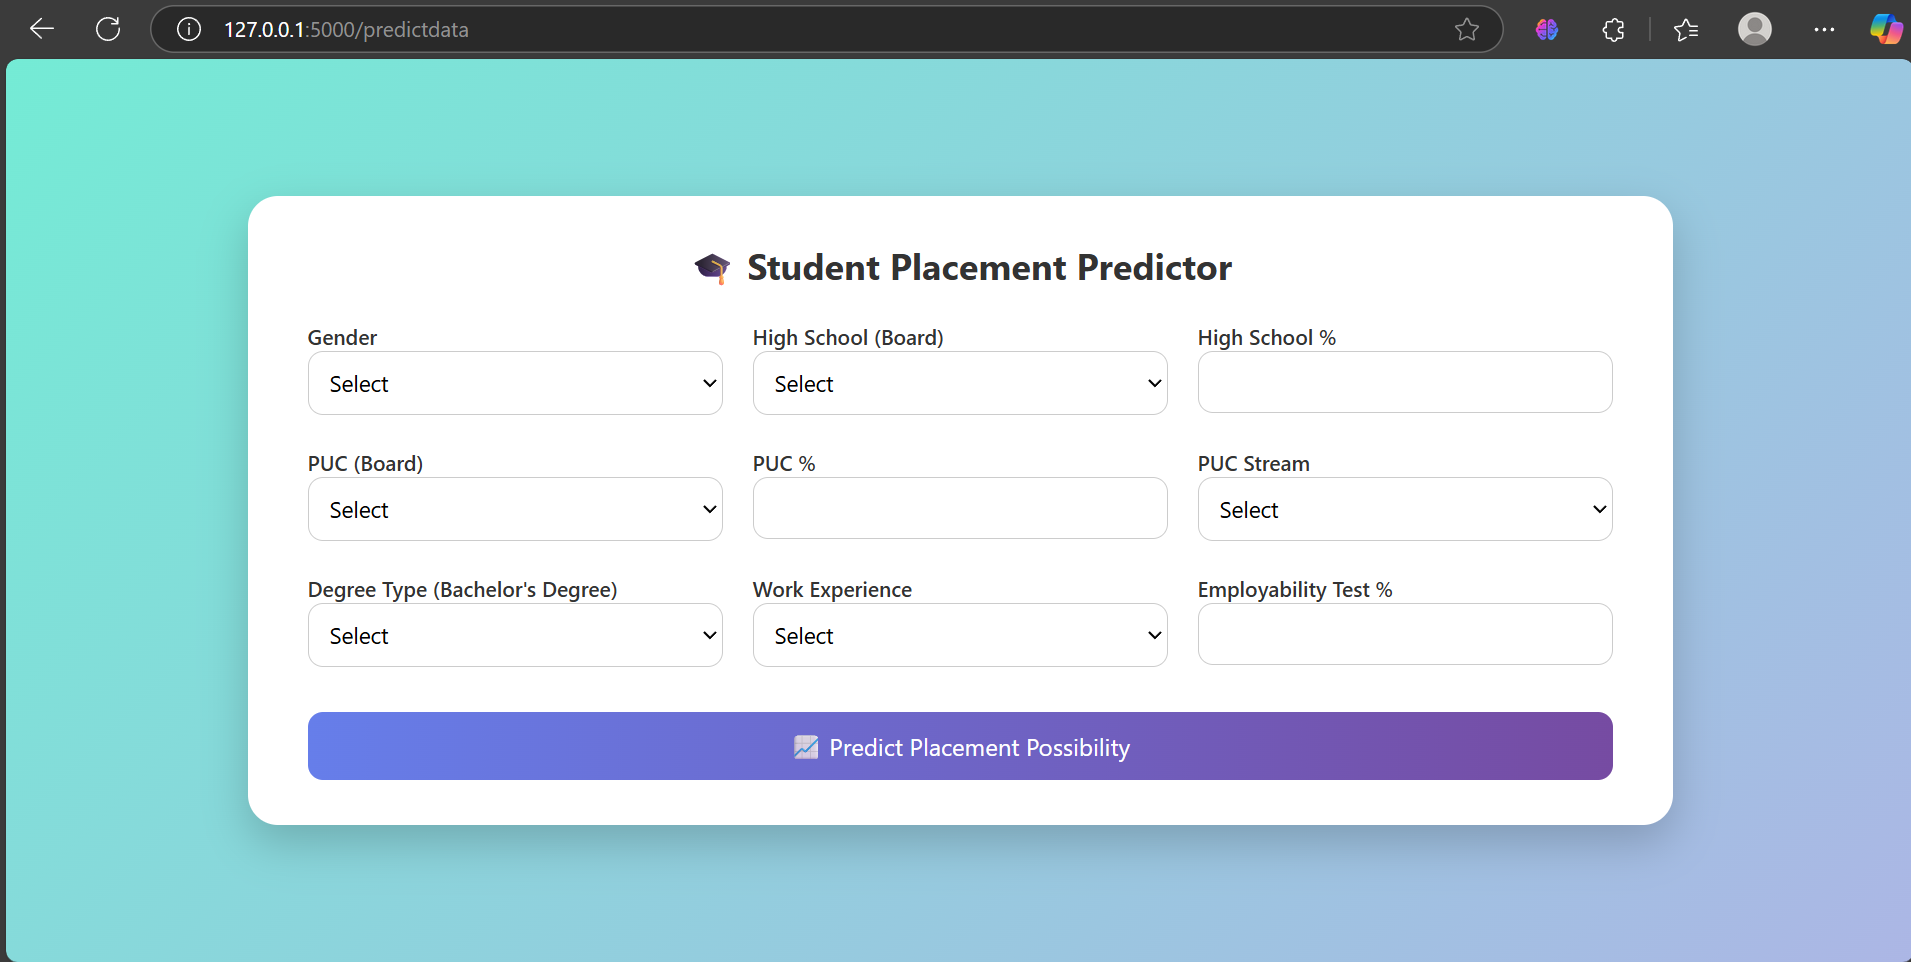 127.0.0.1:5000/predictdata
🎓 Student Placement Predictor
Gender
High School (Board)
High School %
Select
Select
PUC (Board)
PUC %
PUC Stream
Select
Select
Degree Type (Bachelor's Degree)
Work Experience
Employability Test %
Select
Select
📈 Predict Placement Possibility